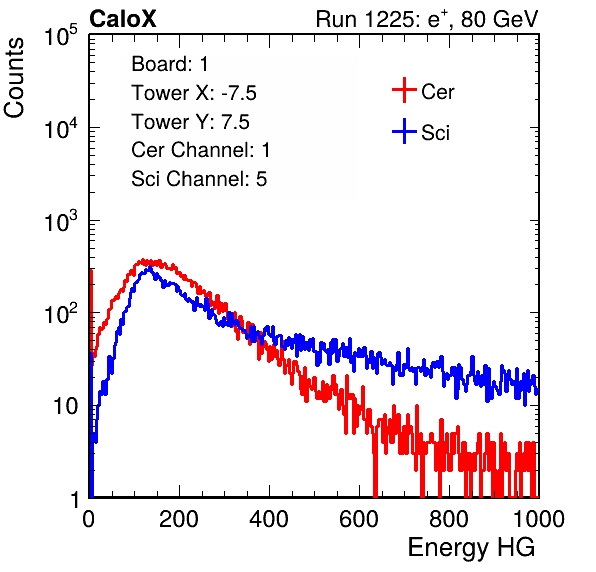 CaloX Run 1225: e⁺, 80 GeV
Counts
Board: 1
Tower X: -7.5
Tower Y: 7.5
Cer Channel: 1
Sci Channel: 5
Cer
Sci
10⁵
10⁴
10³
10²
10
1
0 200 400 600 800 1000
Energy HG